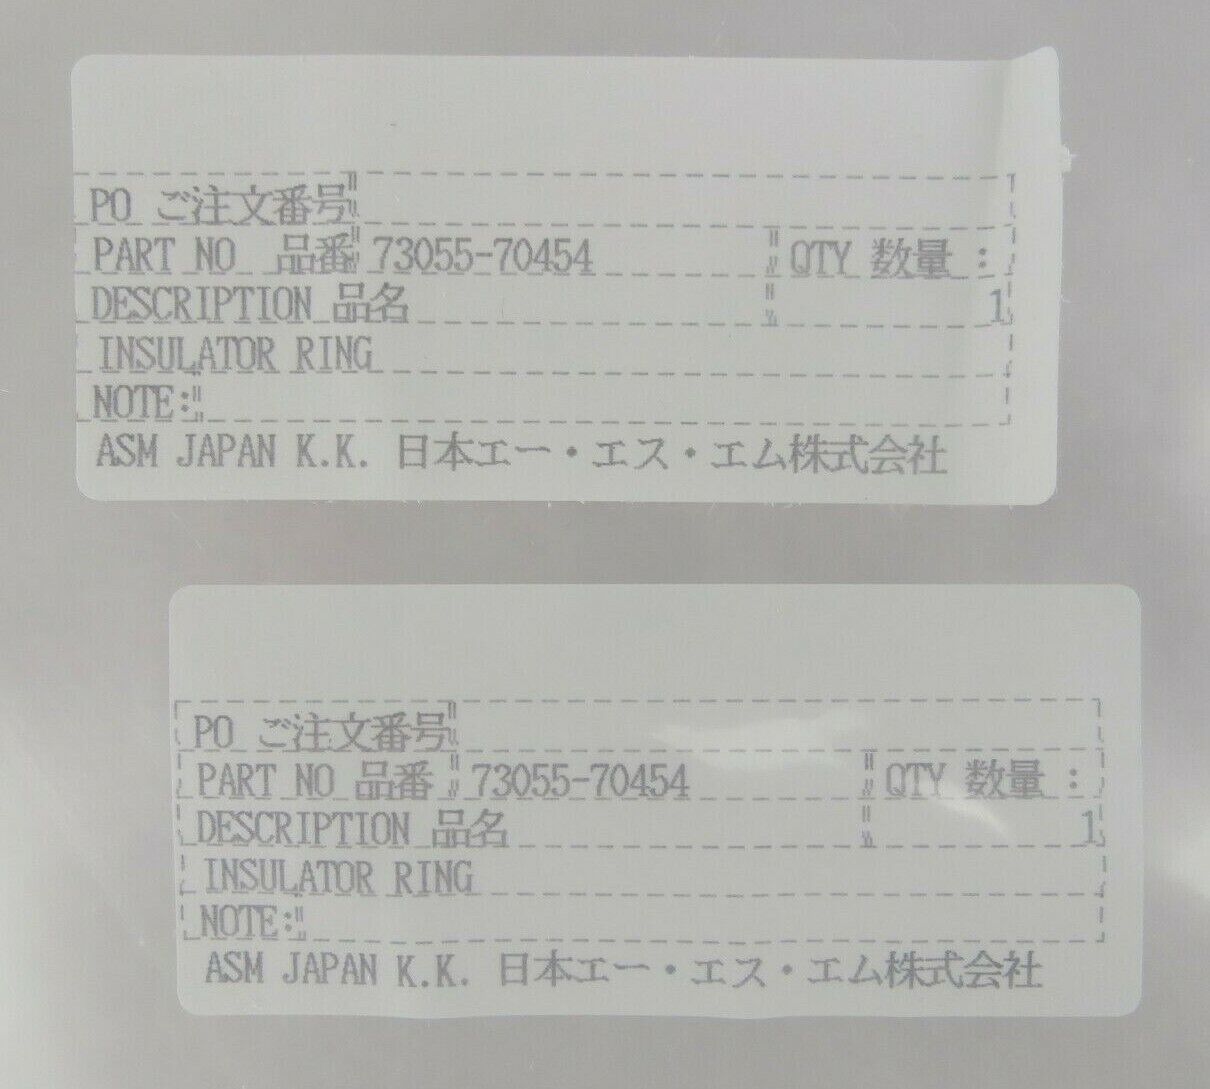 PO ご注文番号
PART NO 品番 73055-70454 QTY 数量 :
DESCRIPTION 品名 1
INSULATOR RING
NOTE:
ASM JAPAN K.K. 日本エー・エス・エム株式会社
PO ご注文番号
PART NO 品番 73055-70454 QTY 数量 :
DESCRIPTION 品名 1
INSULATOR RING
NOTE:
ASM JAPAN K.K. 日本エー・エス・エム株式会社